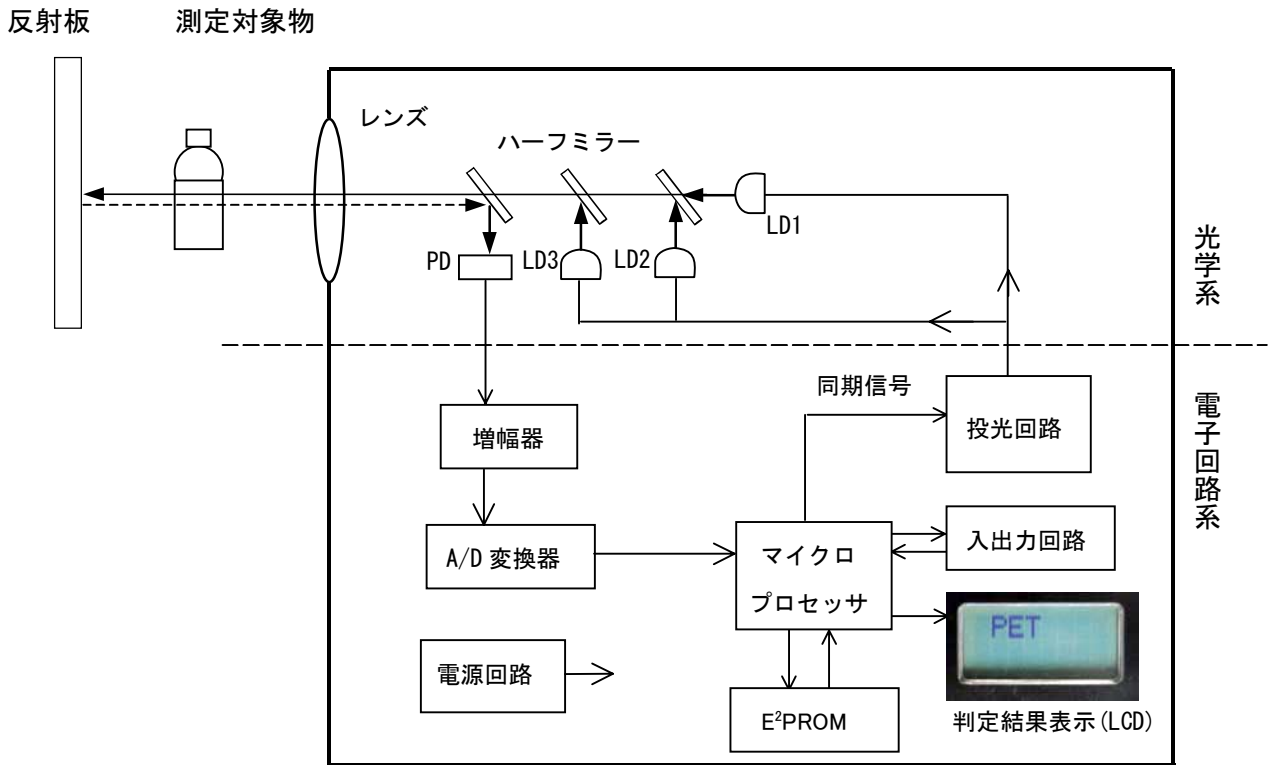 反射板
測定対象物
レンズ
ハーフミラー
LD1
PD
LD3
LD2
光学系
同期信号
増幅器
投光回路
電子回路系
A/D 変換器
マイクロ
プロセッサ
入出力回路
PET
電源回路
E²PROM
判定結果表示(LCD)